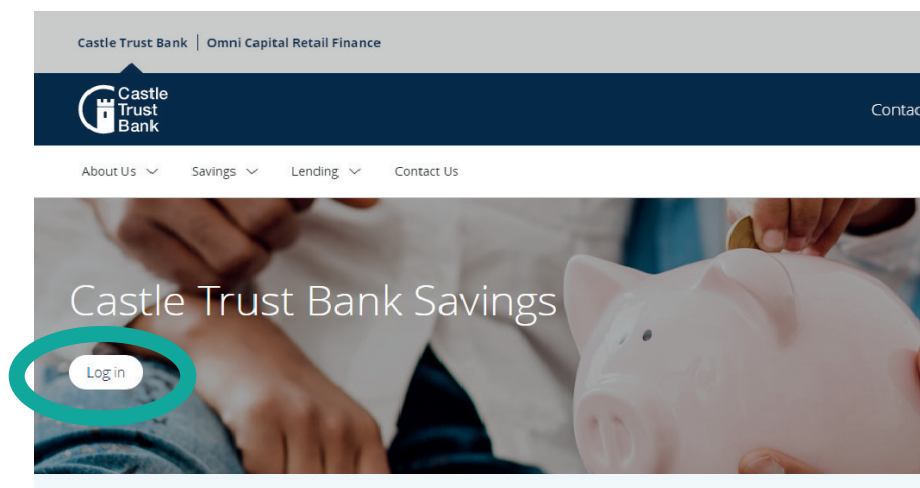 Castle Trust Bank | Omni Capital Retail Finance
Castle
Trust
Bank
Contac
About Us Savings Lending Contact Us
Castle Trust Bank Savings
Log in